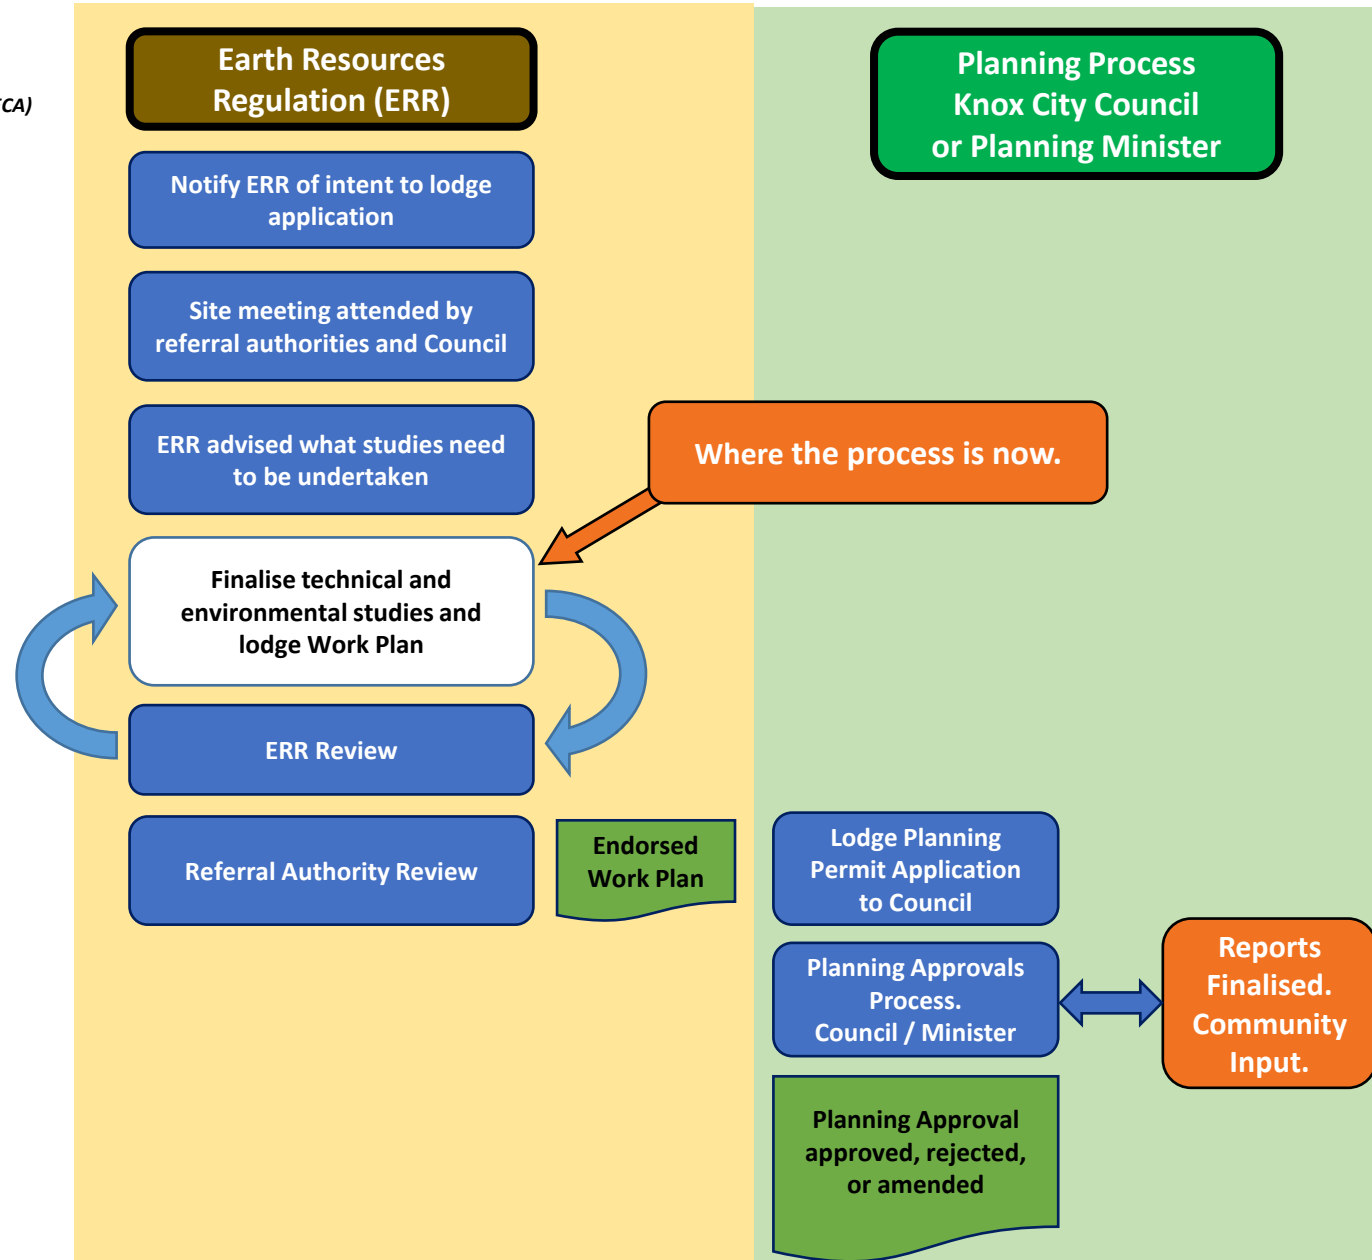 Earth Resources
Regulation (ERR)
Planning Process
Knox City Council
or Planning Minister
Notify ERR of intent to lodge
application
Site meeting attended by
referral authorities and Council
ERR advised what studies need
to be undertaken
Where the process is now.
Finalise technical and
environmental studies and
lodge Work Plan
ERR Review
Referral Authority Review
Endorsed
Work Plan
Lodge Planning
Permit Application
to Council
Planning Approvals
Process.
Council / Minister
Reports
Finalised.
Community
Input.
Planning Approval
approved, rejected,
or amended